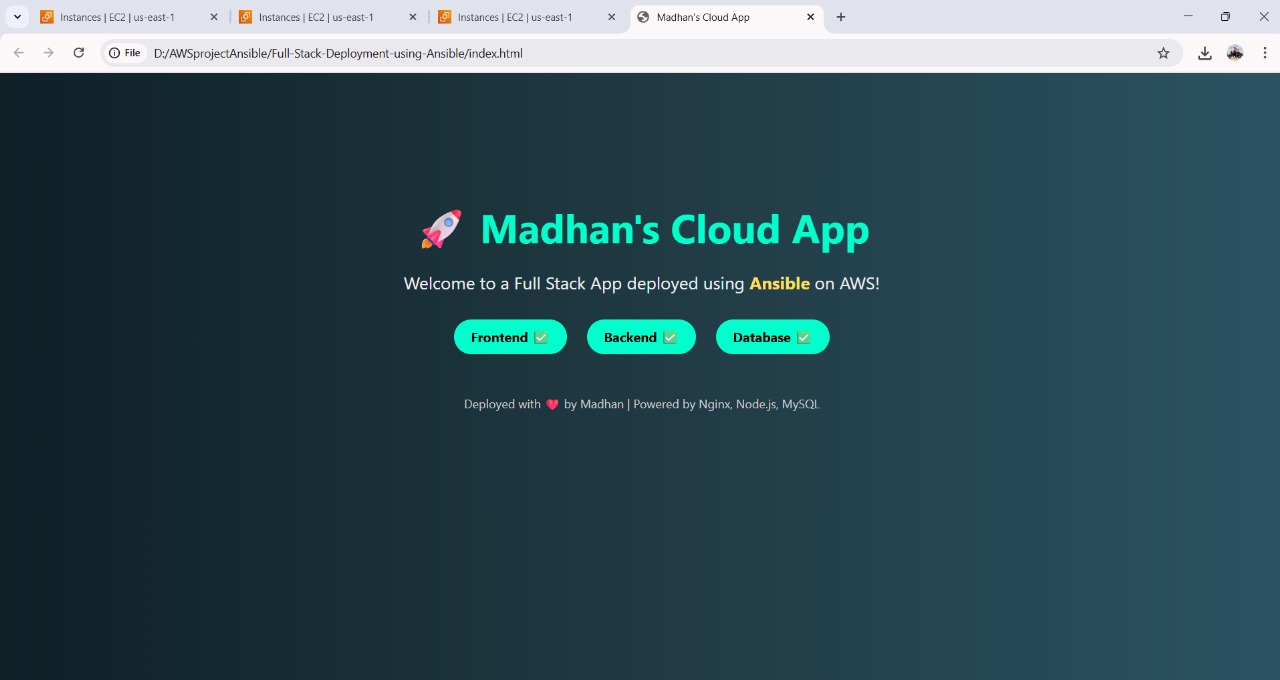 Instances | EC2 | us-east-1
Instances | EC2 | us-east-1
Instances | EC2 | us-east-1
Madhan's Cloud App
File D:/AWSprojectAnsible/Full-Stack-Deployment-using-Ansible/index.html
🚀 Madhan's Cloud App
Welcome to a Full Stack App deployed using Ansible on AWS!
Frontend ✅ Backend ✅ Database ✅
Deployed with ❤️ by Madhan | Powered by Nginx, Node.js, MySQL